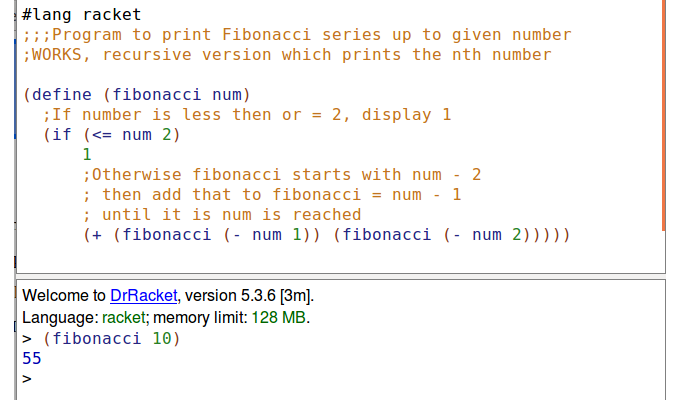 #lang racket
;;;Program to print Fibonacci series up to given number
;WORKS, recursive version which prints the nth number
(define (fibonacci num)
;If number is less then or = 2, display 1
(if (<= num 2)
1
;Otherwise fibonacci starts with num - 2
; then add that to fibonacci = num - 1
; until it is num is reached
(+ (fibonacci (- num 1)) (fibonacci (- num 2)))))
Welcome to DrRacket, version 5.3.6 [3m].
Language: racket; memory limit: 128 MB.
> (fibonacci 10)
55
>